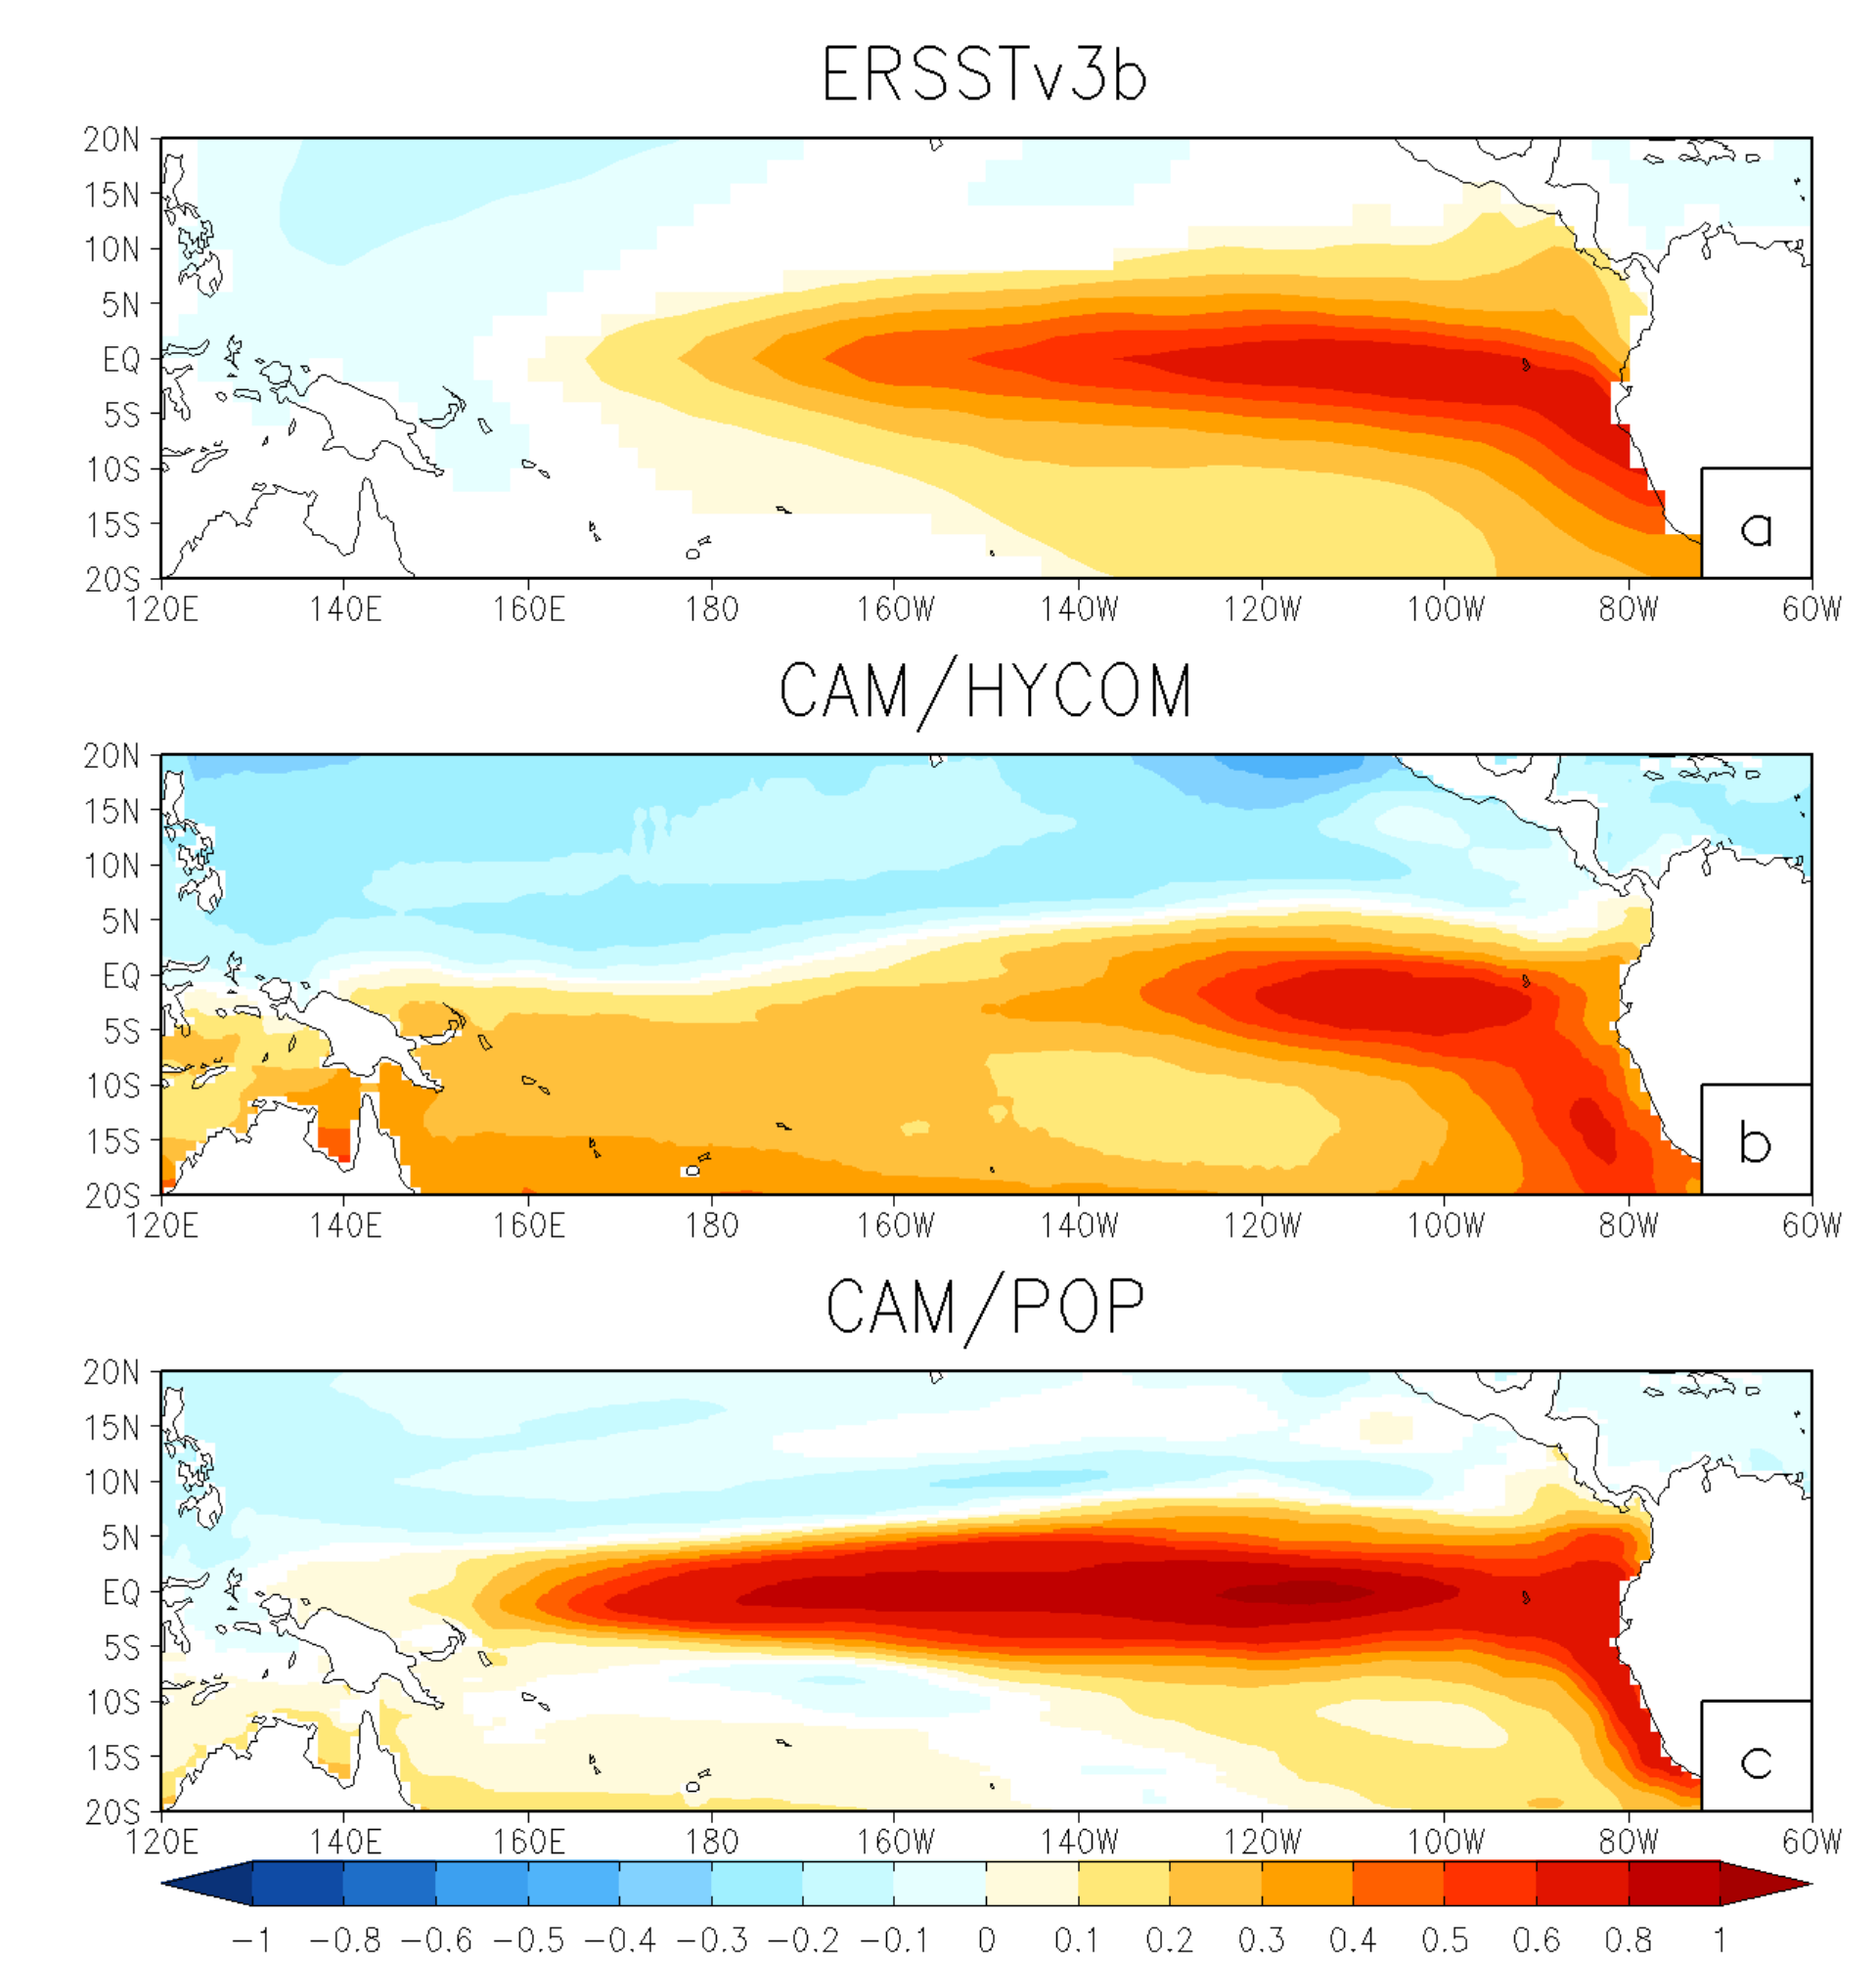 ERSSTv3b
20N
15N
10N
5N
EQ
5S
10S
15S
20S
a
120E 140E 160E 180 160W 140W 120W 100W 80W 60W
CAM/HYCOM
20N
15N
10N
5N
EQ
5S
10S
15S
20S
b
120E 140E 160E 180 160W 140W 120W 100W 80W 60W
CAM/POP
20N
15N
10N
5N
EQ
5S
10S
15S
20S
c
120E 140E 160E 180 160W 140W 120W 100W 80W 60W
−1 −0.8 −0.6 −0.5 −0.4 −0.3 −0.2 −0.1 0 0.1 0.2 0.3 0.4 0.5 0.6 0.8 1